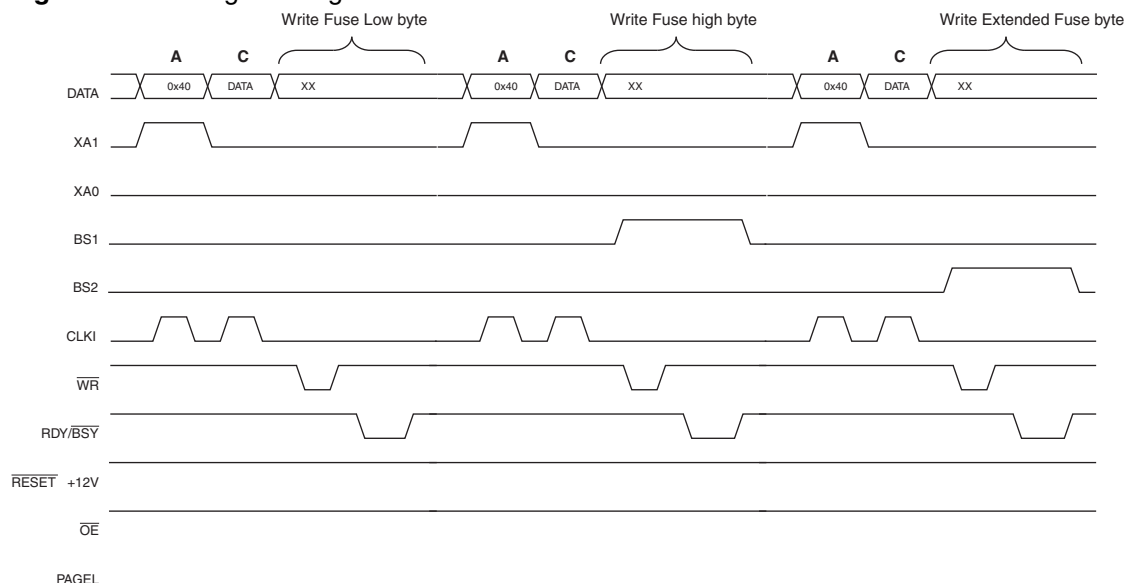 Write Fuse Low byte Write Fuse high byte Write Extended Fuse byte
A C A C A C
DATA 0x40 DATA XX 0x40 DATA XX 0x40 DATA XX
XA1
XA0
BS1
BS2
CLKI
WR
RDY/BSY
RESET +12V
OE
PAGEL